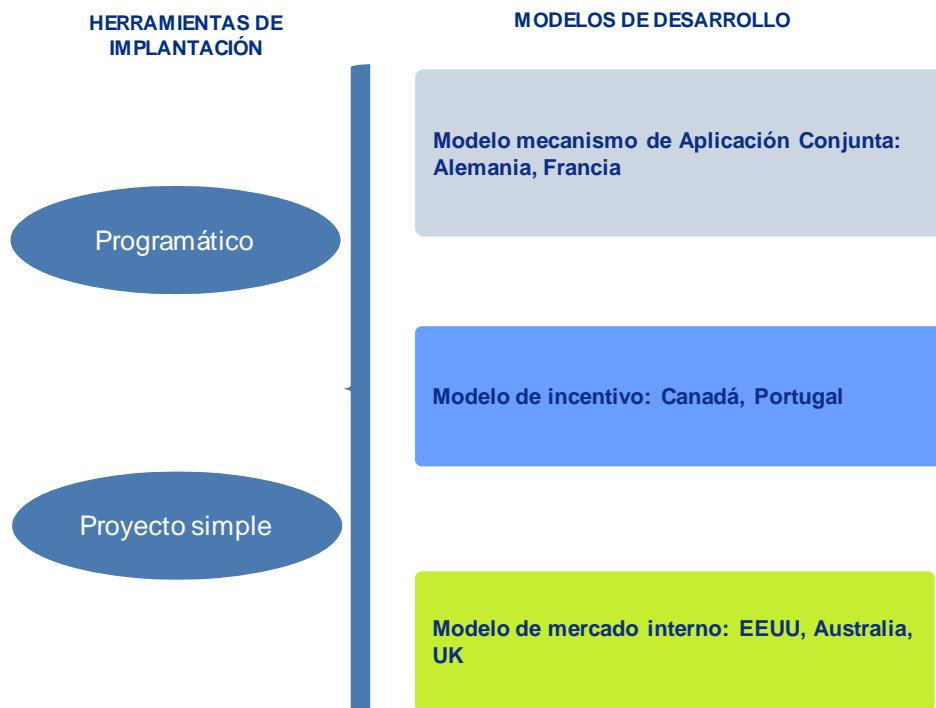 HERRAMIENTAS DE
IMPLANTACIÓN
MODELOS DE DESARROLLO
Programático
Proyecto simple
Modelo mecanismo de Aplicación Conjunta:
Alemania, Francia
Modelo de incentivo: Canadá, Portugal
Modelo de mercado interno: EEUU, Australia,
UK